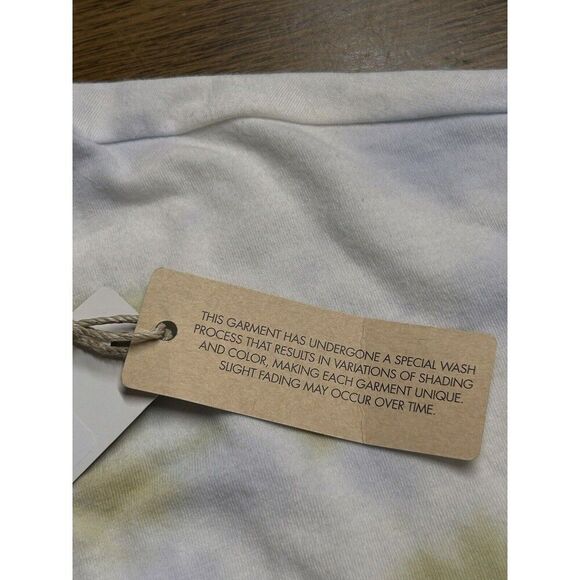 THIS GARMENT HAS UNDERGONE A SPECIAL WASH
PROCESS THAT RESULTS IN VARIATIONS OF SHADING
AND COLOR, MAKING EACH GARMENT UNIQUE.
SLIGHT FADING MAY OCCUR OVER TIME.